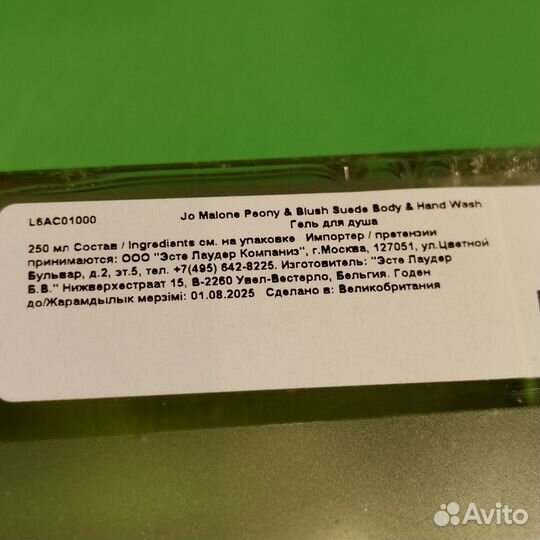 L6AC01000 Jo Malone Peony & Blush Suede Body & Hand Wash
Гель для душа
250 мл Состав / Ingredients см. на упаковке Импортер / претензии
принимаются: ООО "Эсте Лаудер Компаниз", г.Москва, 127051, ул.Цветной
Бульвар, д.2, эт.5, тел. +7(495) 642-8225. Изготовитель: "Эсте Лаудер
Б.В." Нижверхестраат 15, B-2260 Увел-Вестерло, Бельгия. Годен
до/Жарамдылык мерзімі: 01.08.2025 Сделано в: Великобритания
Avito